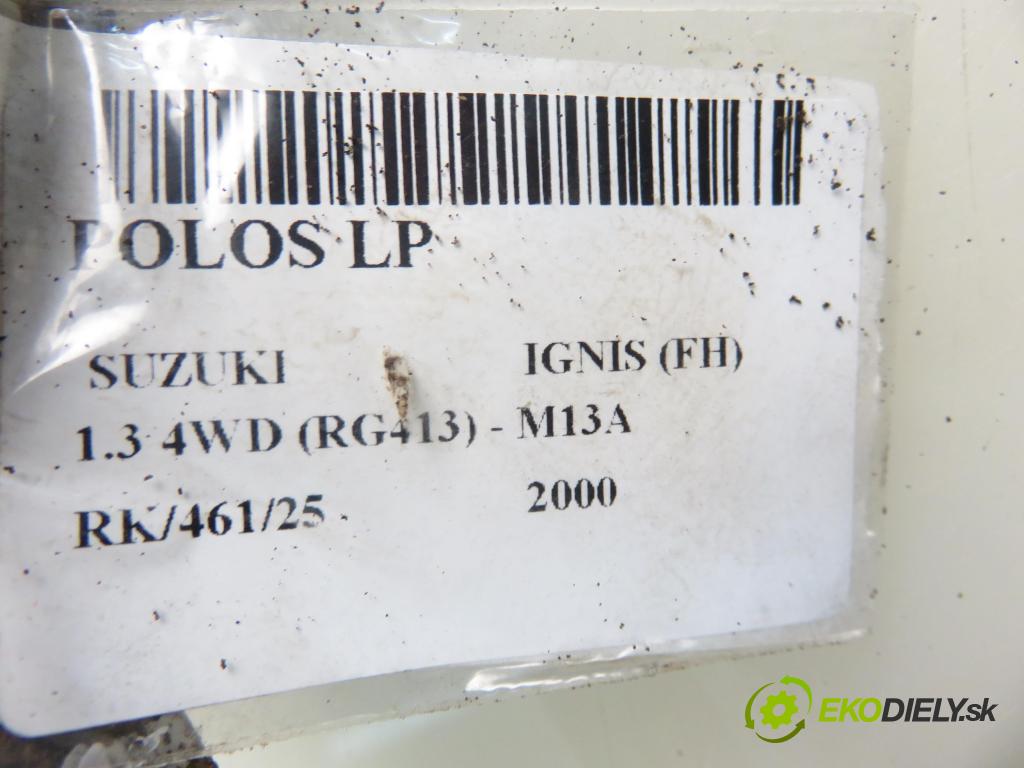 POLOS LP
SUZUKI IGNIS (FH)
1.3 4WD (RG413) - M13A
RK/461/25 2000
EKODIELY.sk